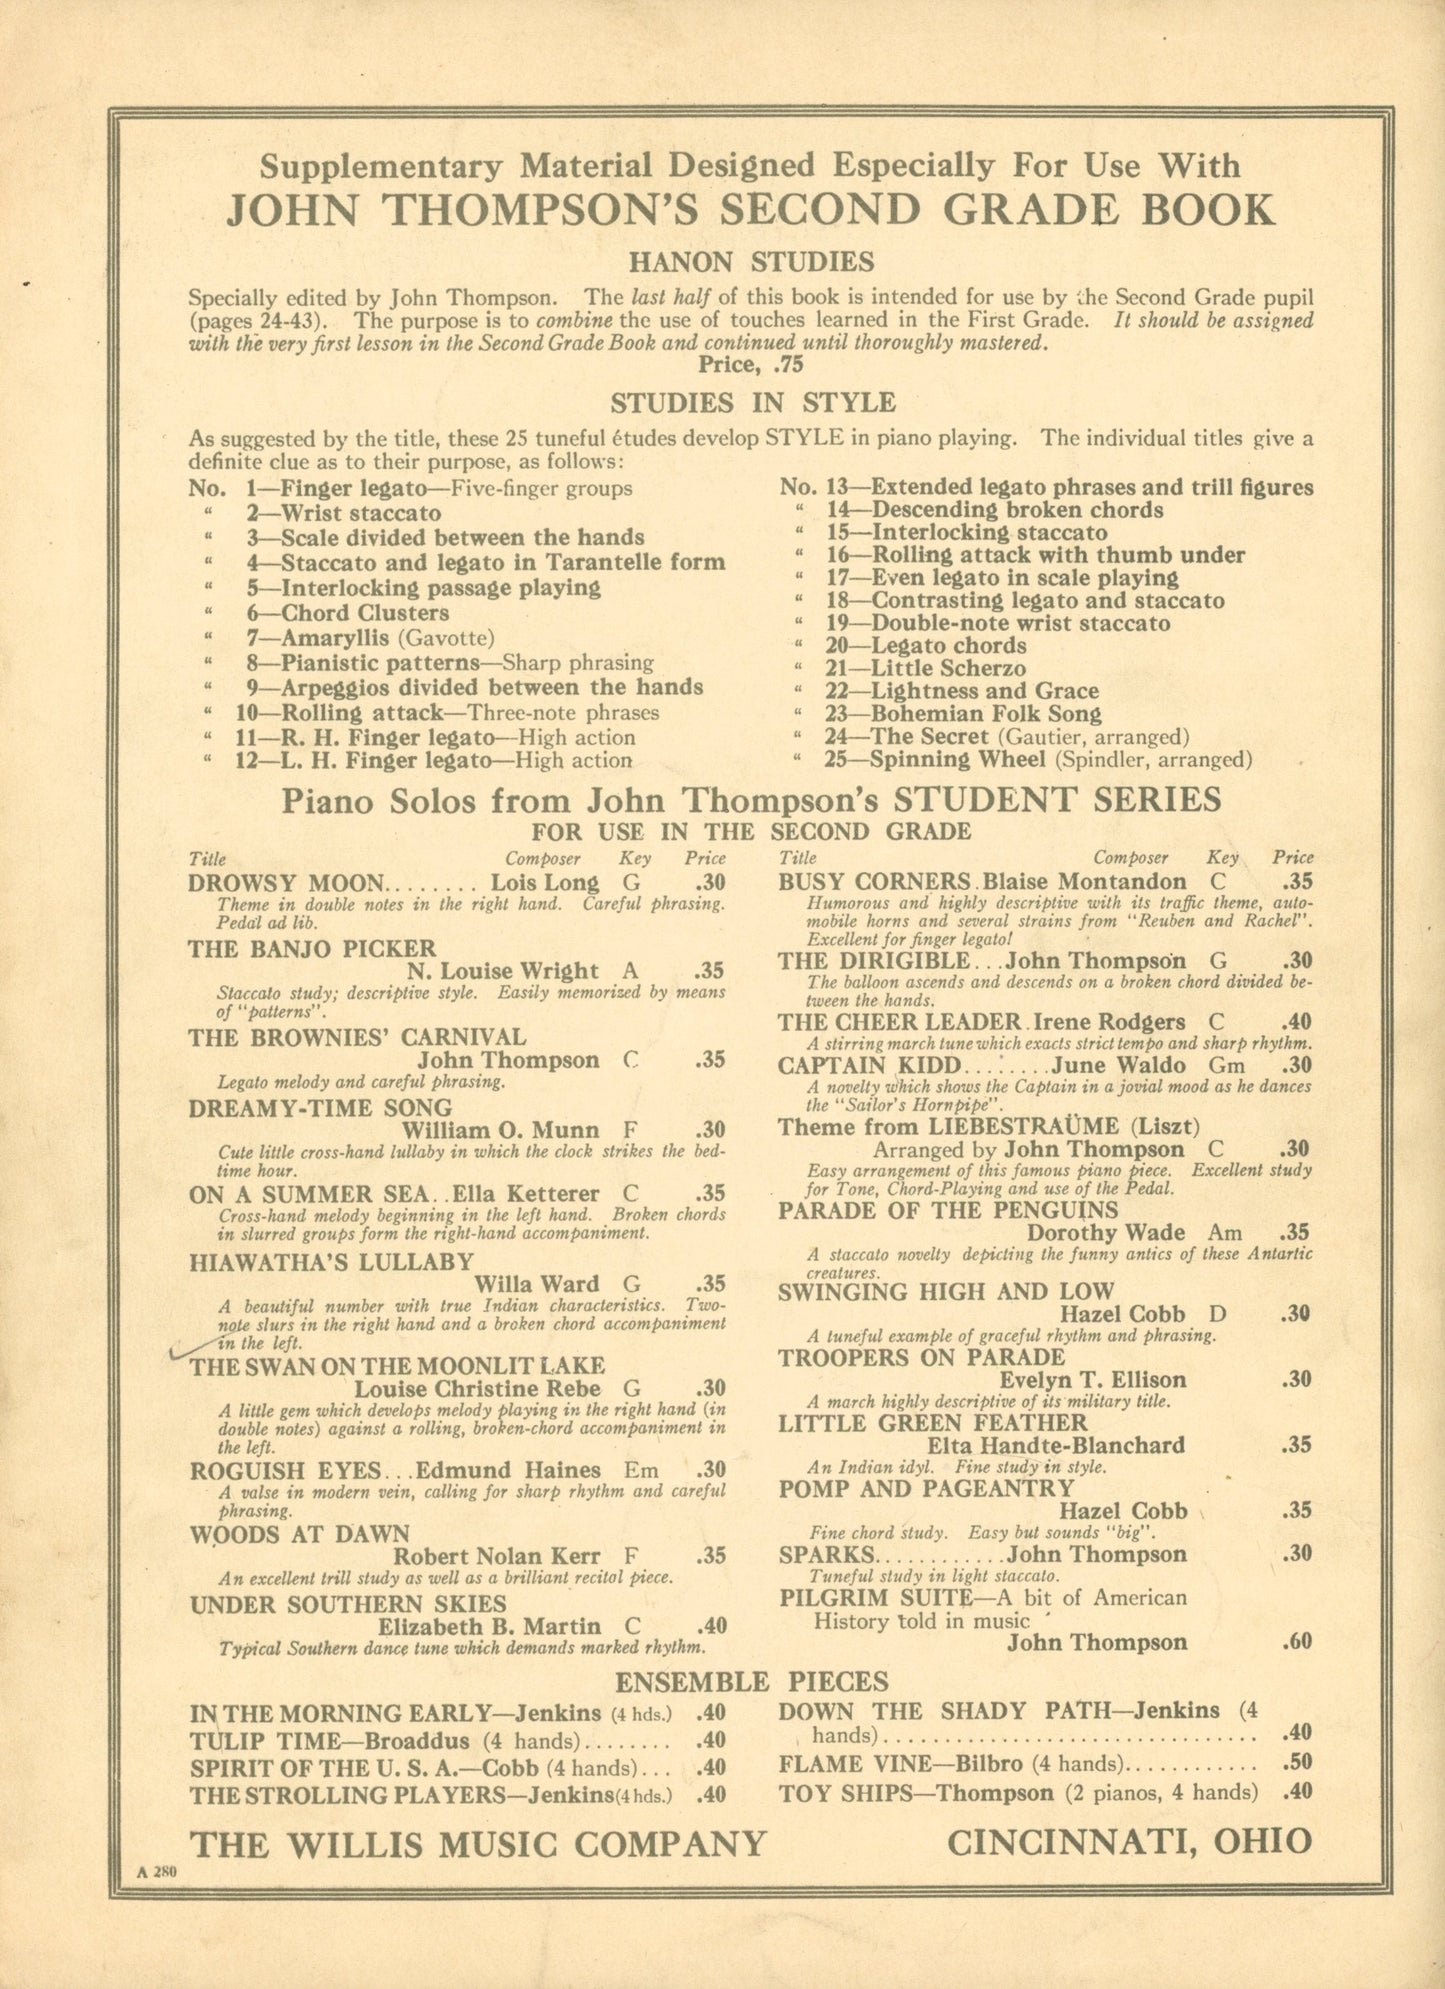 Supplementary Material Designed Especially For Use With
JOHN THOMPSON'S SECOND GRADE BOOK
HANON STUDIES
Specially edited by John Thompson. The last half of this book is intended for use by the Second Grade pupil
(pages 24-43). The purpose is to combine the use of touches learned in the First Grade. It should be assigned
with the very first lesson in the Second Grade Book and continued until thoroughly mastered.
Price, .75
STUDIES IN STYLE
As suggested by the title, these 25 tuneful études develop STYLE in piano playing. The individual titles give a
definite clue as to their purpose, as follows:
No. 1—Finger legato—Five-finger groups
" 2—Wrist staccato
" 3—Scale divided between the hands
" 4—Staccato and legato in Tarantelle form
" 5—Interlocking passage playing
" 6—Chord Clusters
" 7—Amaryllis (Gavotte)
" 8—Pianistic patterns—Sharp phrasing
" 9—Arpeggios divided between the hands
" 10—Rolling attack—Three-note phrases
" 11—R. H. Finger legato—High action
" 12—L. H. Finger legato—High action
No. 13—Extended legato phrases and trill figures
" 14—Descending broken chords
" 15—Interlocking staccato
" 16—Rolling attack with thumb under
" 17—Even legato in scale playing
" 18—Contrasting legato and staccato
" 19—Double-note wrist staccato
" 20—Legato chords
" 21—Little Scherzo
" 22—Lightness and Grace
" 23—Bohemian Folk Song
" 24—The Secret (Gautier, arranged)
" 25—Spinning Wheel (Spindler, arranged)
Piano Solos from John Thompson's STUDENT SERIES
FOR USE IN THE SECOND GRADE
Title Composer Key Price
DROWSY MOON........ Lois Long G .30
Theme in double notes in the right hand. Careful phrasing.
Pedal ad lib.
THE BANJO PICKER
N. Louise Wright A .35
Staccato study; descriptive style. Easily memorized by means
of "patterns".
THE BROWNIES' CARNIVAL
John Thompson C .35
Legato melody and careful phrasing.
DREAMY-TIME SONG
William O. Munn F .30
Cute little cross-hand lullaby in which the clock strikes the bed-
time hour.
ON A SUMMER SEA..Ella Ketterer C .35
Cross-hand melody beginning in the left hand. Broken chords
in slurred groups form the right-hand accompaniment.
HIAWATHA'S LULLABY
Willa Ward G .35
A beautiful number with true Indian characteristics. Two-
note slurs in the right hand and a broken chord accompaniment
in the left.
THE SWAN ON THE MOONLIT LAKE
Louise Christine Rebe G .30
A little gem which develops melody playing in the right hand (in
double notes) against a rolling, broken-chord accompaniment in
the left.
ROGUISH EYES...Edmund Haines Em .30
A valse in modern vein, calling for sharp rhythm and careful
phrasing.
WOODS AT DAWN
Robert Nolan Kerr F .35
An excellent trill study as well as a brilliant recital piece.
UNDER SOUTHERN SKIES
Elizabeth B. Martin C .40
Typical Southern dance tune which demands marked rhythm.
Title Composer Key Price
BUSY CORNERS.Blaise Montandon C .35
Humorous and highly descriptive with its traffic theme, auto-
mobile horns and several strains from "Reuben and Rachel".
Excellent for finger legato!
THE DIRIGIBLE...John Thompson G .30
The balloon ascends and descends on a broken chord divided be-
tween the hands.
THE CHEER LEADER.Irene Rodgers C .40
A stirring march tune which exacts strict tempo and sharp rhythm.
CAPTAIN KIDD........June Waldo Gm .30
A novelty which shows the Captain in a jovial mood as he dances
the "Sailor's Hornpipe".
Theme from LIEBESTRAÜME (Liszt)
Arranged by John Thompson C .30
Easy arrangement of this famous piano piece. Excellent study
for Tone, Chord-Playing and use of the Pedal.
PARADE OF THE PENGUINS
Dorothy Wade Am .35
A staccato novelty depicting the funny antics of these Antartic
creatures.
SWINGING HIGH AND LOW
Hazel Cobb D .30
A tuneful example of graceful rhythm and phrasing.
TROOPERS ON PARADE
Evelyn T. Ellison .30
A march highly descriptive of its military title.
LITTLE GREEN FEATHER
Elta Handte-Blanchard .35
An Indian idyl. Fine study in style.
POMP AND PAGEANTRY
Hazel Cobb .35
Fine chord study. Easy but sounds "big".
SPARKS............John Thompson .30
Tuneful study in light staccato.
PILGRIM SUITE—A bit of American
History told in music
John Thompson .60
ENSEMBLE PIECES
IN THE MORNING EARLY—Jenkins (4 hds.) .40
TULIP TIME—Broaddus (4 hands)........ .40
SPIRIT OF THE U. S. A.—Cobb (4 hands)... .40
THE STROLLING PLAYERS—Jenkins(4 hds.) .40
DOWN THE SHADY PATH—Jenkins (4
hands)............................... .40
FLAME VINE—Bilbro (4 hands)............ .50
TOY SHIPS—Thompson (2 pianos, 4 hands) .40
THE WILLIS MUSIC COMPANY CINCINNATI, OHIO
A 280